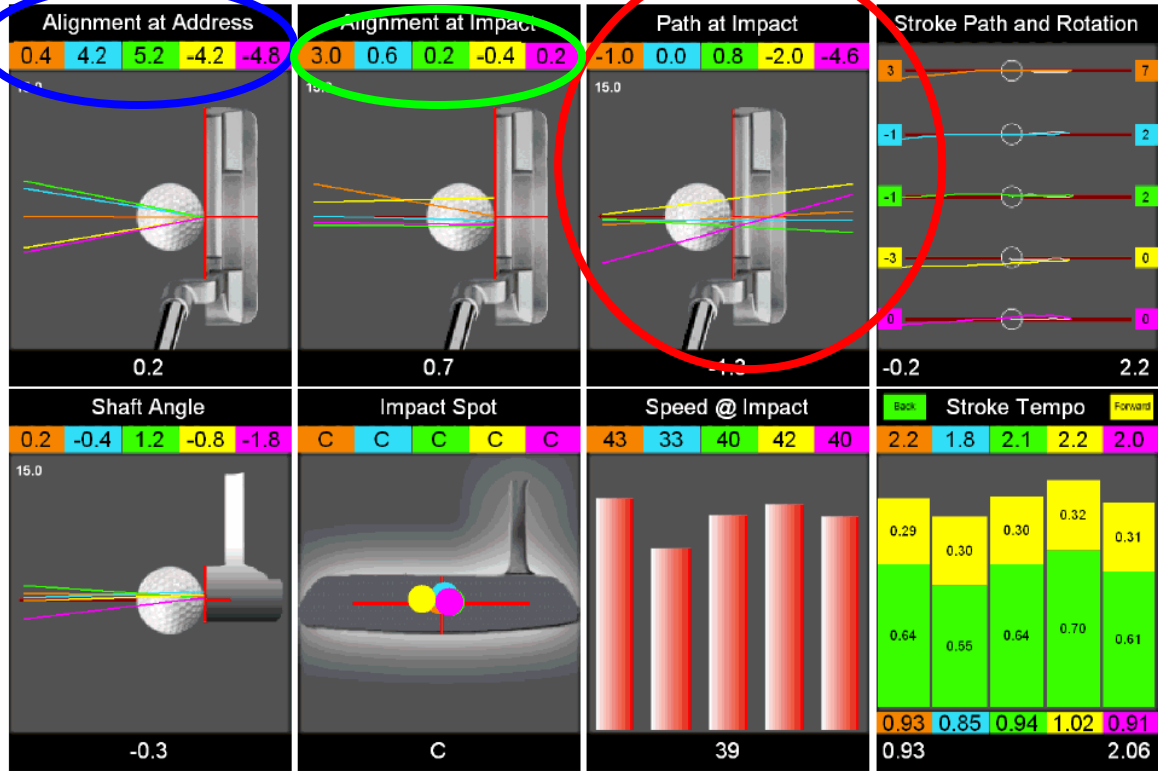 Alignment at Address
0.4 4.2 5.2 -4.2 -4.8
15.0
0.2
Alignment at Impact
3.0 0.6 0.2 -0.4 0.2
15.0
0.7
Path at Impact
-1.0 0.0 0.8 -2.0 -4.6
15.0
-1.3
Stroke Path and Rotation
3 7
-1 2
-1 2
-3 0
0 0
-0.2 2.2
Shaft Angle
0.2 -0.4 1.2 -0.8 -1.8
15.0
-0.3
Impact Spot
C C C C C
C
Speed @ Impact
43 33 40 42 40
39
Back Stroke Tempo Forward
2.2 1.8 2.1 2.2 2.0
0.29 0.30 0.30 0.32 0.31
0.64 0.55 0.64 0.70 0.61
0.93 0.85 0.94 1.02 0.91
0.93 2.06